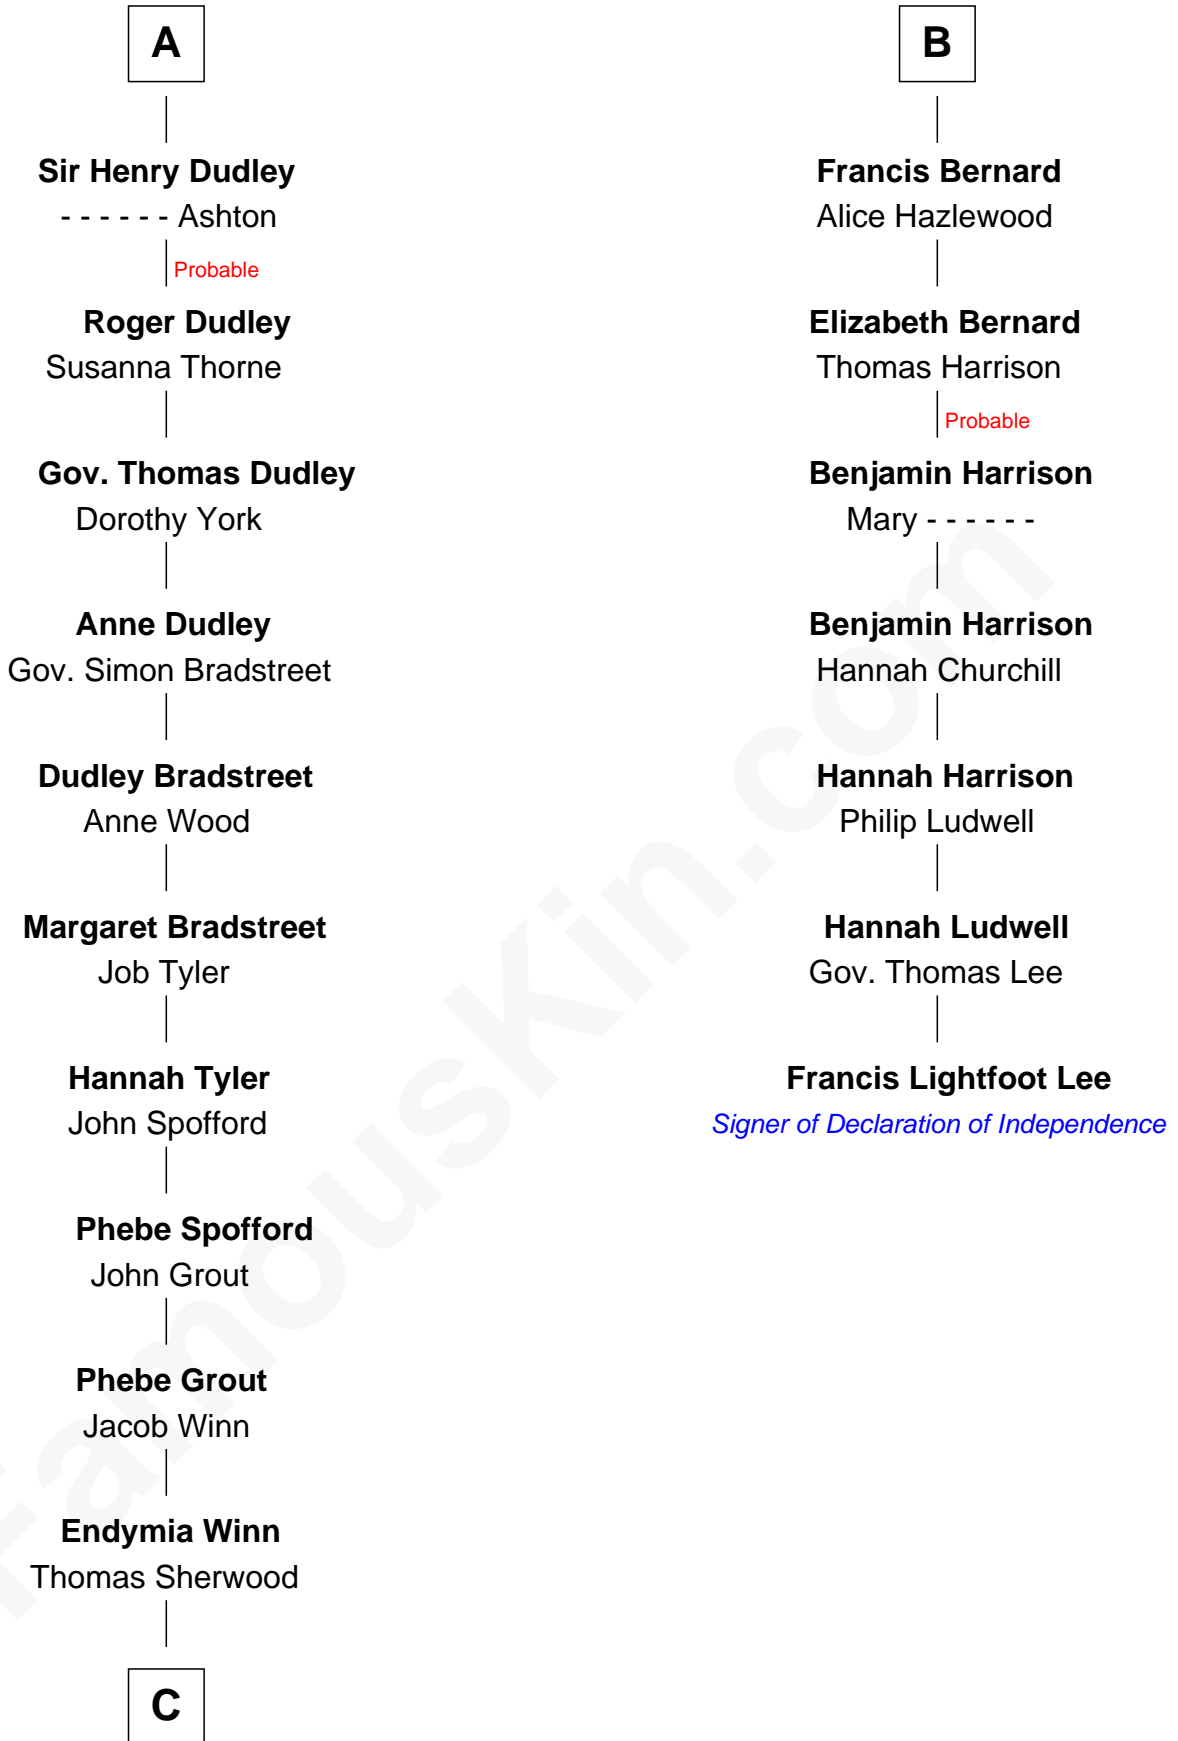 A
Sir Henry Dudley
- - - - - - Ashton
Probable
Roger Dudley
Susanna Thorne
Gov. Thomas Dudley
Dorothy York
Anne Dudley
Gov. Simon Bradstreet
Dudley Bradstreet
Anne Wood
Margaret Bradstreet
Job Tyler
Hannah Tyler
John Spofford
Phebe Spofford
John Grout
Phebe Grout
Jacob Winn
Endymia Winn
Thomas Sherwood
C
B
Francis Bernard
Alice Hazlewood
Elizabeth Bernard
Thomas Harrison
Probable
Benjamin Harrison
Mary - - - - - -
Benjamin Harrison
Hannah Churchill
Hannah Harrison
Philip Ludwell
Hannah Ludwell
Gov. Thomas Lee
Francis Lightfoot Lee
Signer of Declaration of Independence
FamousKin.com